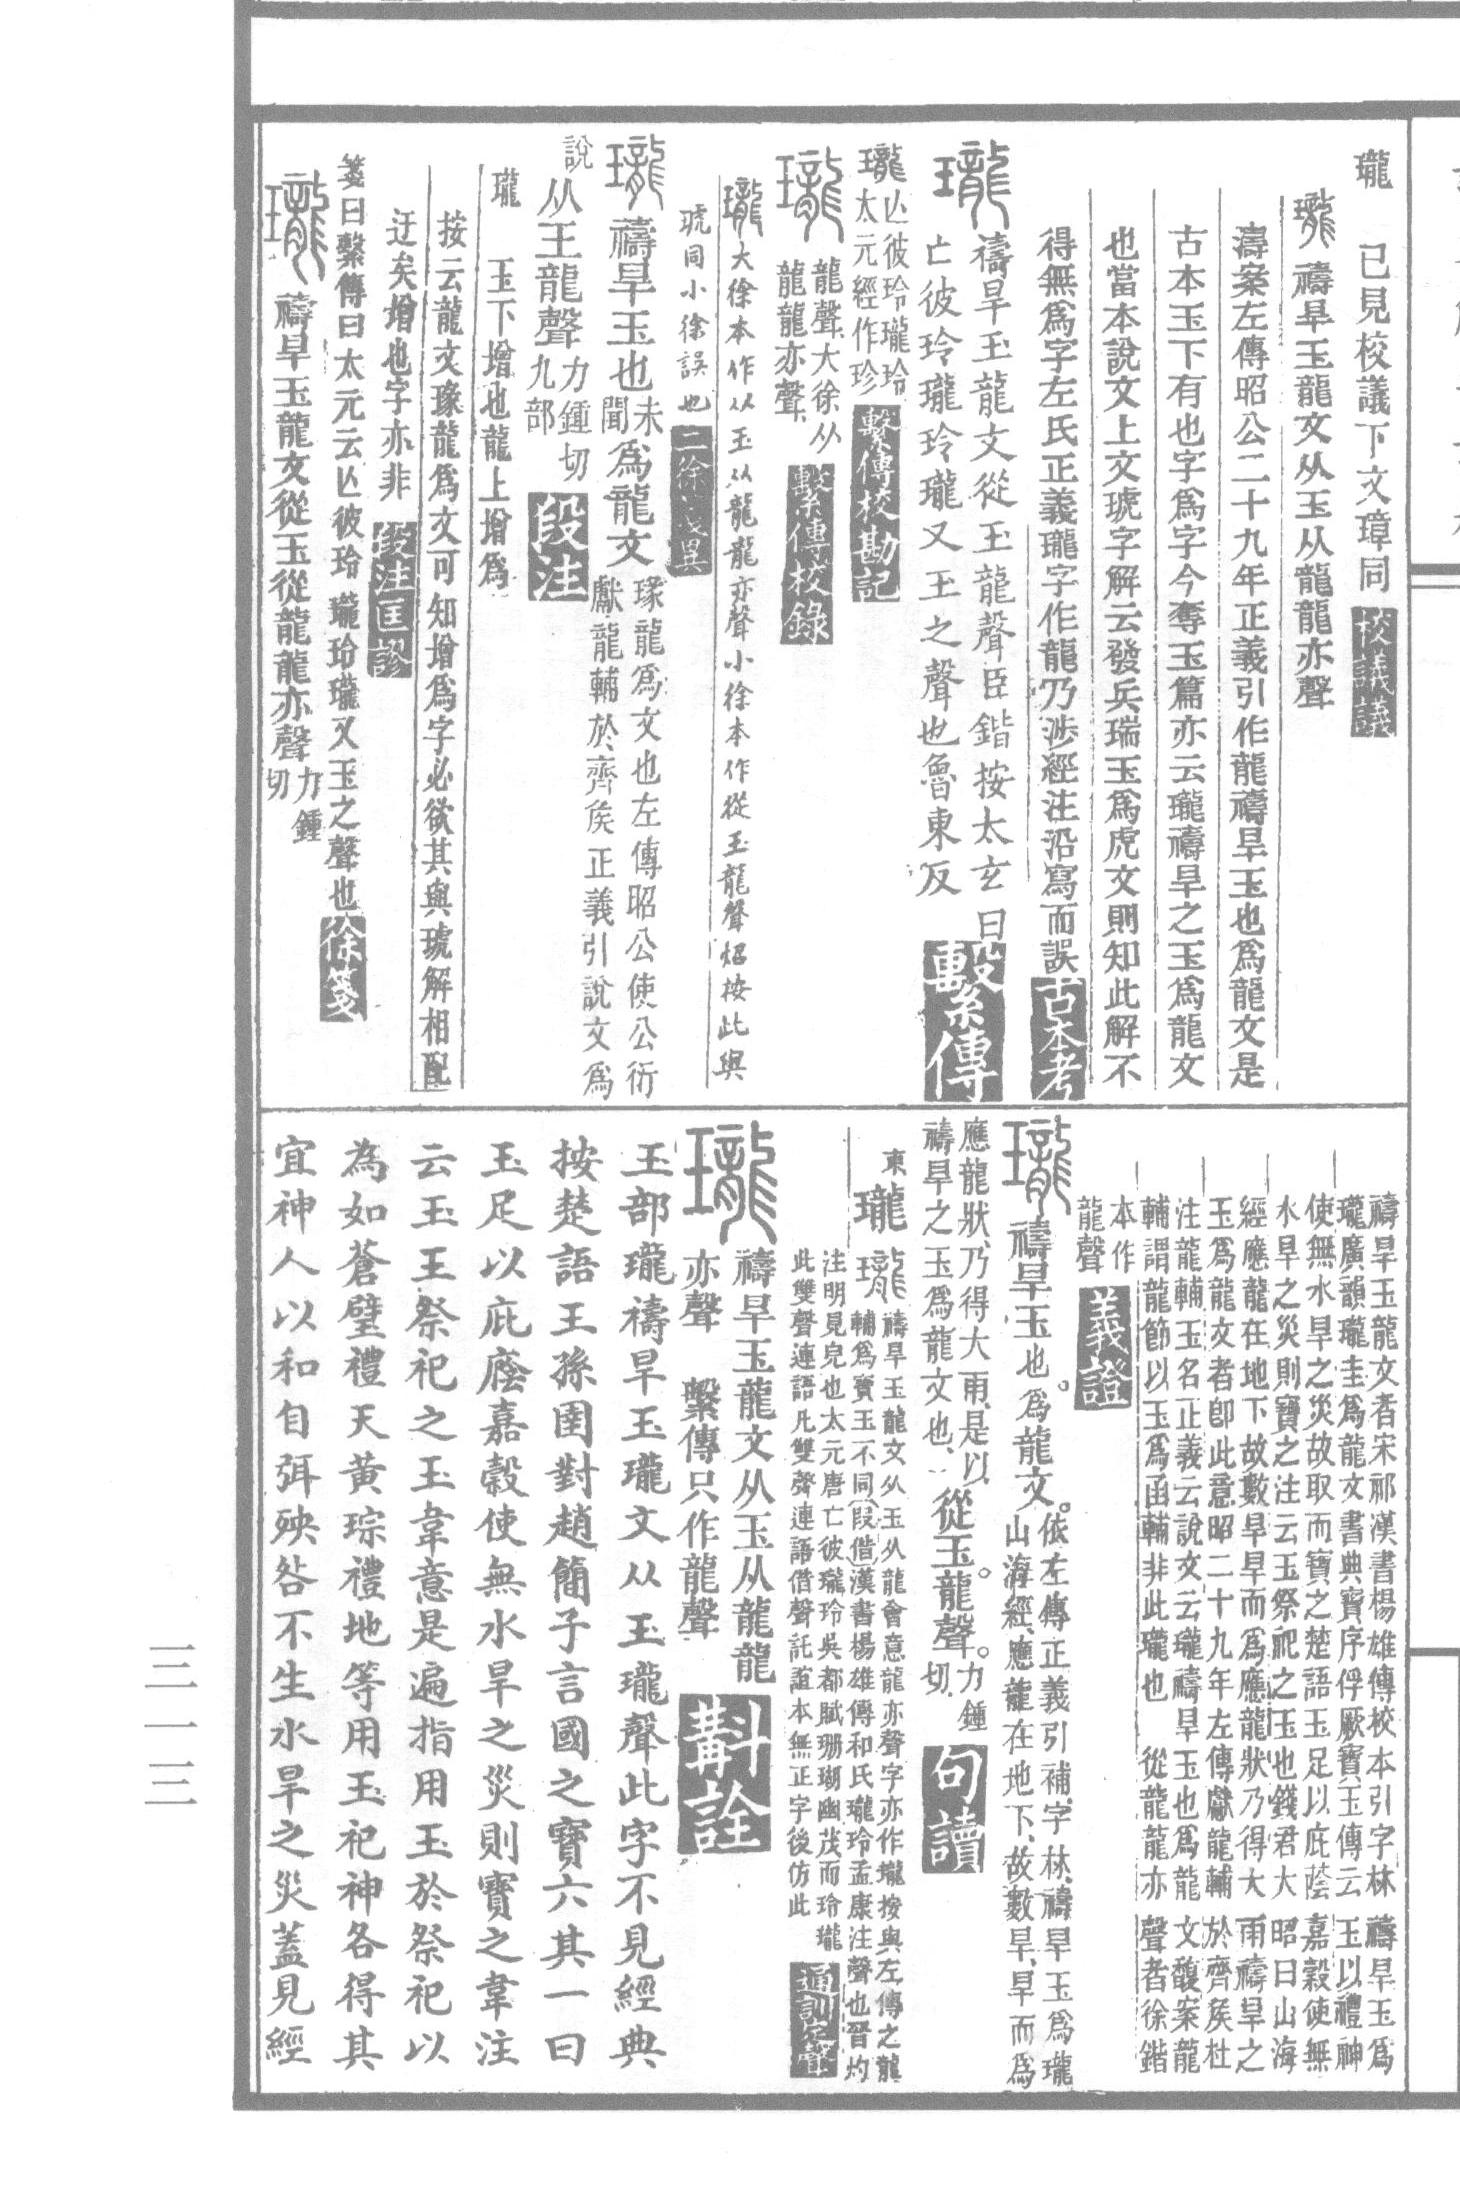 瓏　已見校議下文璋同　校議議
瓏禱旱玉龍文从玉从龍龍亦聲
濤案左傳昭公二十九年正義引作龍禱旱玉也爲龍文是
古本玉下有也字爲字今奪玉篇亦云瓏禱旱之玉爲龍文
也當本說文上文琥字解云發兵瑞玉爲虎文則知此解不
得無爲字左氏正義瓏字作龍乃涉經注沿寫而誤　古本考
瓏
禱旱玉龍文從玉龍聲臣鍇按太玄曰
亡彼玲瓏玲瓏又玉之聲也魯東反　繫傳
瓏亾彼玲瓏玲
太元經作珍　繫傳校勘記
瓏
龍聲大徐从
龍龍亦聲　繫傳校錄
瓏大徐本作从玉从龍龍亦聲小徐本作從玉龍聲炤按此與
琥同小徐誤也
瓏禱旱玉也未聞爲龍文
瑑龍爲文也左傳昭公使公衍
獻龍輔於齊矦正義引說文爲
說
从玉龍聲
力鍾切
九部　段注
瓏　玉下增也龍上增爲
按云龍文瑑龍爲文可知增爲字必欲其與琥解相配
迂矣增也字亦非　段注匡謬
箋曰繫傳曰太元云亾彼玲瓏玲瓏又玉之聲也　徐箋
瓏禱旱玉龍文從玉從龍龍亦聲
力鍾
切
禱旱玉龍文者宋祁漢書楊雄傳校本引字林禱旱玉爲
瓏廣韻瓏圭爲龍文書典寶序俘厥寶玉傳云玉以禮神
使無水旱之災故取而寶之楚語玉足以庇蔭嘉穀使無
水旱之災則寶之注云玉祭祀之玉也錢君大昭曰山海
經應龍在地下故數旱旱而爲應龍狀乃得大雨禱旱之
玉爲龍文者卽此意昭二十九年左傳獻龍輔於齊矦杜
注龍輔玉名正義云說文云瓏禱旱玉也爲龍文馥案龍
輔謂龍節以玉爲函輔非此瓏也　從龍龍亦聲者徐鍇
本作
龍聲　義證
瓏禱旱玉也。爲龍文。
依左傳正義引補、字林、禱旱玉爲瓏
山海經、應龍在地下、故數旱、旱而爲
應龍狀、乃得大雨、是以
禱旱之玉爲龍文也、
從玉。龍聲。
力鍾
切　句讀
東　瓏
瓏禱旱玉龍文从玉从龍會意龍亦聲字亦作壠按與左傳之龍
輔爲寶玉不同段借漢書楊雄傳和氏瓏玲孟康注聲也晉灼
注明見皃也太元唐亡彼瓏玲吳都賦珊瑚幽茂而玲瓏
此雙聲連語凡雙聲連語借聲託誼本無正字後仿此
瓏
禱旱玉龍文从玉从龍龍
亦聲　繫傳只作龍聲　斠詮
玉部瓏禱旱玉瓏文从玉瓏聲此字不見經典
按楚語王孫圉對趙簡子言國之寶六其一曰
玉足以庇廕嘉穀使無水旱之災則寶之韋注
云玉玉祭祀之玉韋意是遍指用玉於祭祀以
為如蒼璧禮天黃琮禮地等用玉祀神各得其
宜神人以和自弭殃咎不生水旱之災蓋見經
三一三